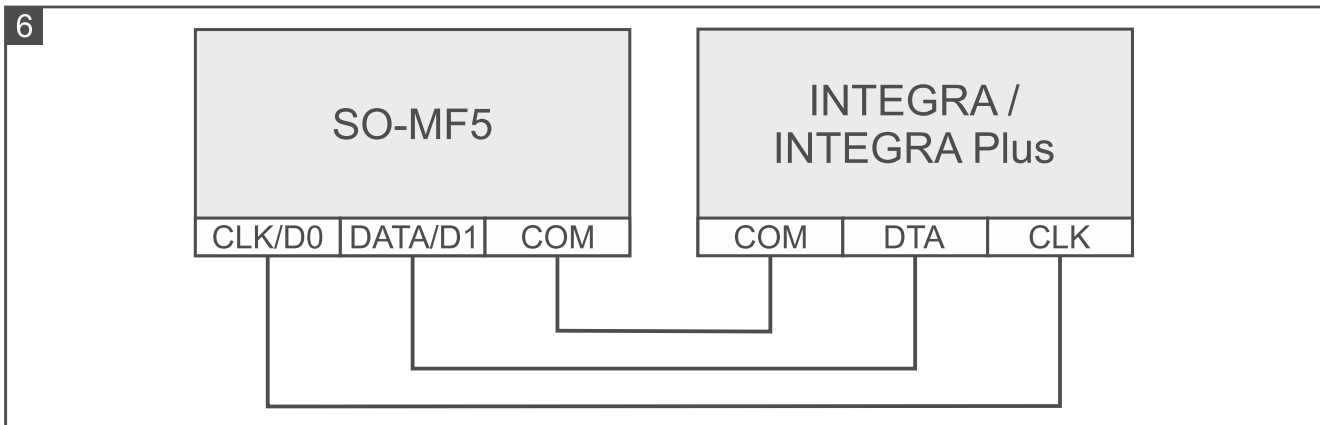 6
SO-MF5
INTEGRA /
INTEGRA Plus
CLK/D0 DATA/D1 COM
COM DTA CLK